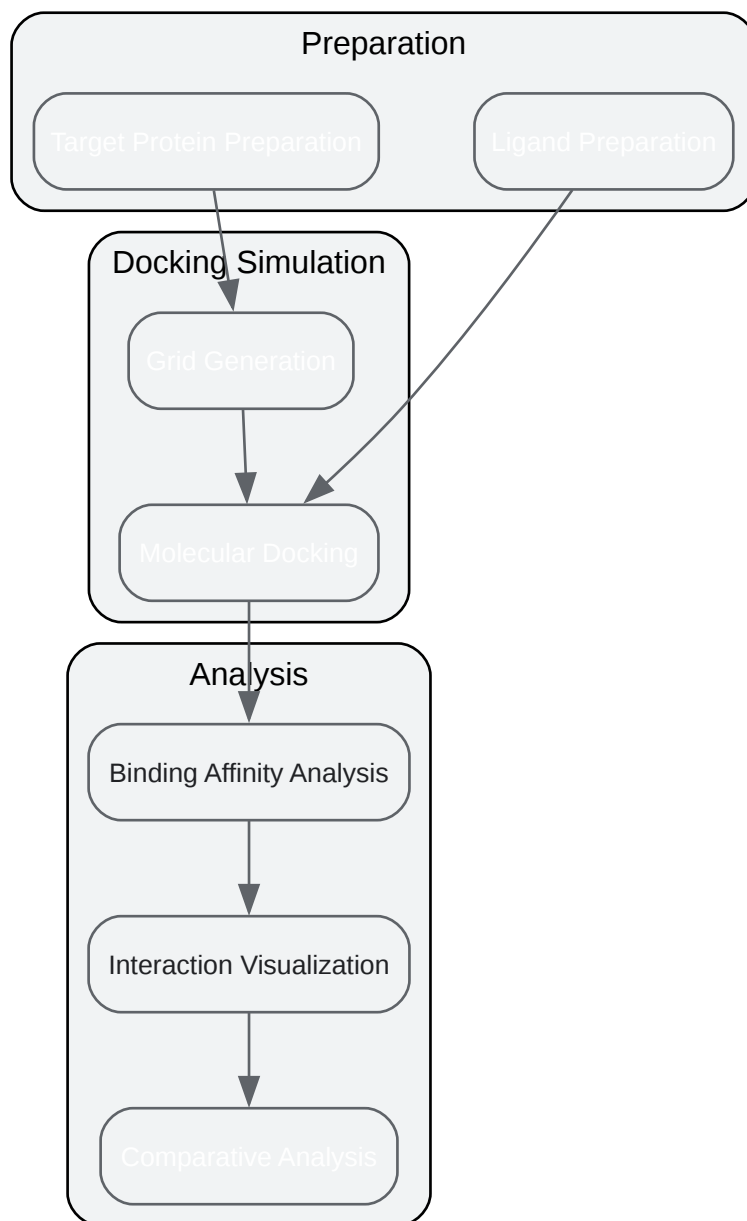 Preparation
Target Protein Preparation
Ligand Preparation
Docking Simulation
Grid Generation
Molecular Docking
Analysis
Binding Affinity Analysis
Interaction Visualization
Comparative Analysis